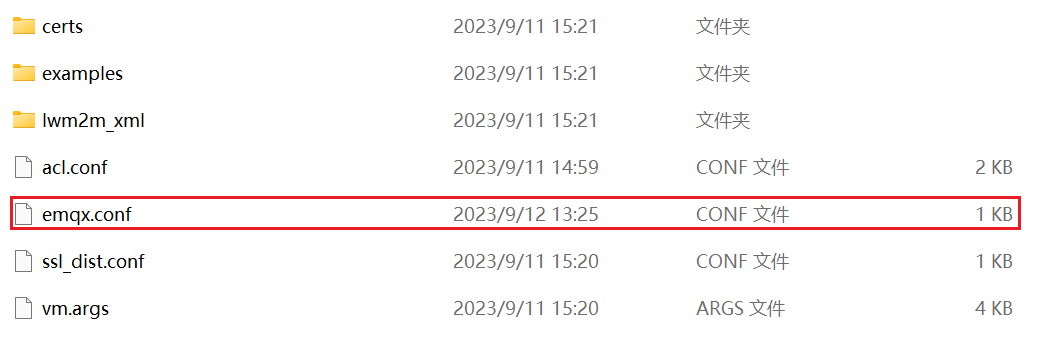 certs 2023/9/11 15:21 文件夹
examples 2023/9/11 15:21 文件夹
lwm2m_xml 2023/9/11 15:21 文件夹
acl.conf 2023/9/11 14:59 CONF 文件 2 KB
emqx.conf 2023/9/12 13:25 CONF 文件 1 KB
ssl_dist.conf 2023/9/11 15:20 CONF 文件 1 KB
vm.args 2023/9/11 15:20 ARGS 文件 4 KB